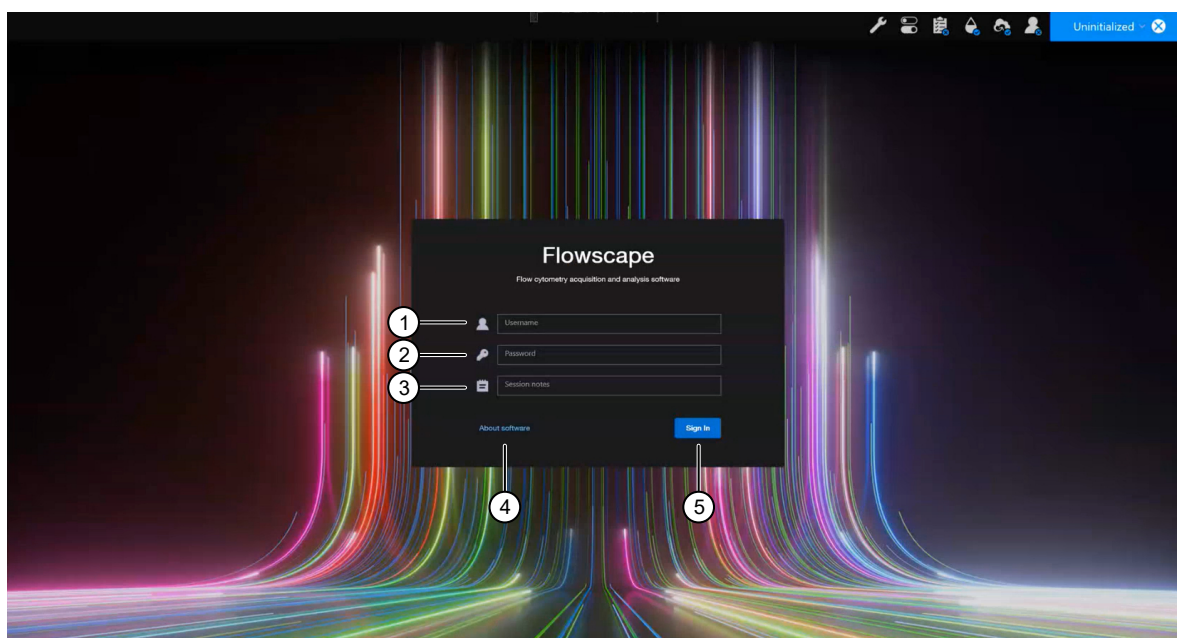 Uninitialized
Flowscape
Flow cytometry acquisition and analysis software
1
Username
2
Password
3
Session notes
About software
Sign In
4
5